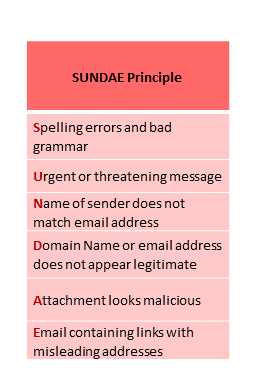 SUNDAE Principle
Spelling errors and bad
grammar
Urgent or threatening message
Name of sender does not
match email address
Domain Name or email address
does not appear legitimate
Attachment looks malicious
Email containing links with
misleading addresses